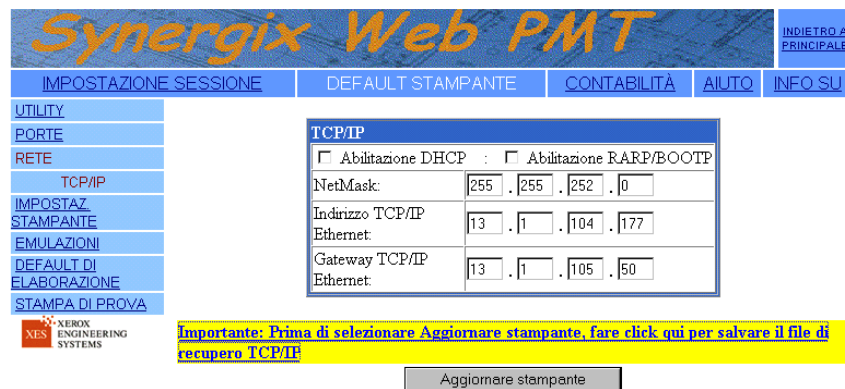 Synergix Web PMT
INDIETRO A
PRINCIPALE
IMPOSTAZIONE SESSIONE DEFAULT STAMPANTE CONTABILITÀ AIUTO INFO SU
UTILITY
PORTE
RETE
TCP/IP
IMPOSTAZ.
STAMPANTE
EMULAZIONI
DEFAULT DI
ELABORAZIONE
STAMPA DI PROVA
XES XEROX
ENGINEERING
SYSTEMS
TCP/IP
Abilitazione DHCP : Abilitazione RARP/BOOTP
NetMask: 255 . 255 . 252 . 0
Indirizzo TCP/IP
Ethernet: 13 . 1 . 104 . 177
Gateway TCP/IP
Ethernet: 13 . 1 . 105 . 50
Importante: Prima di selezionare Aggiornare stampante, fare click qui per salvare il file di
recupero TCP/IP
Aggiornare stampante